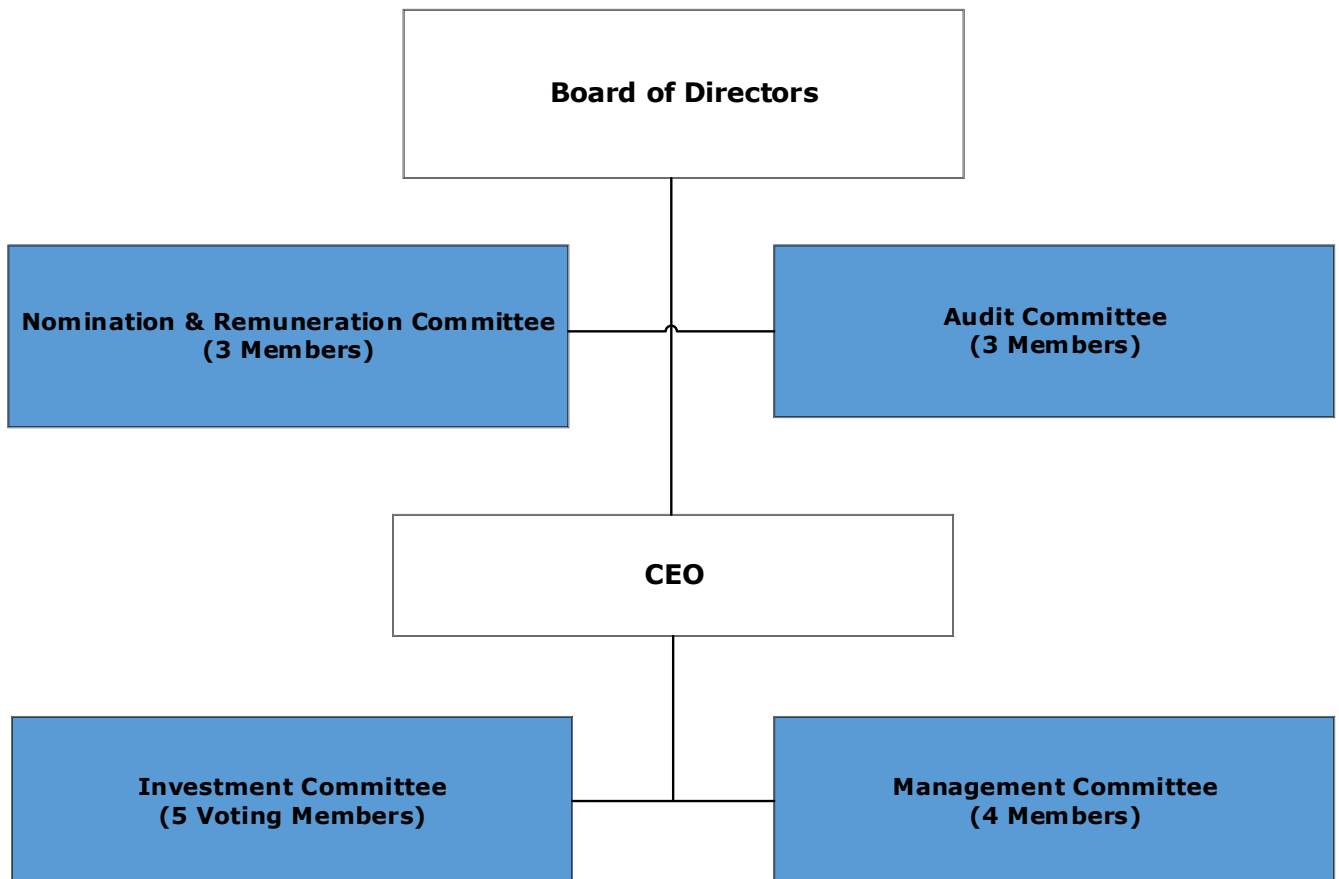 Board of Directors
Nomination & Remuneration Committee
(3 Members)
Audit Committee
(3 Members)
CEO
Investment Committee
(5 Voting Members)
Management Committee
(4 Members)